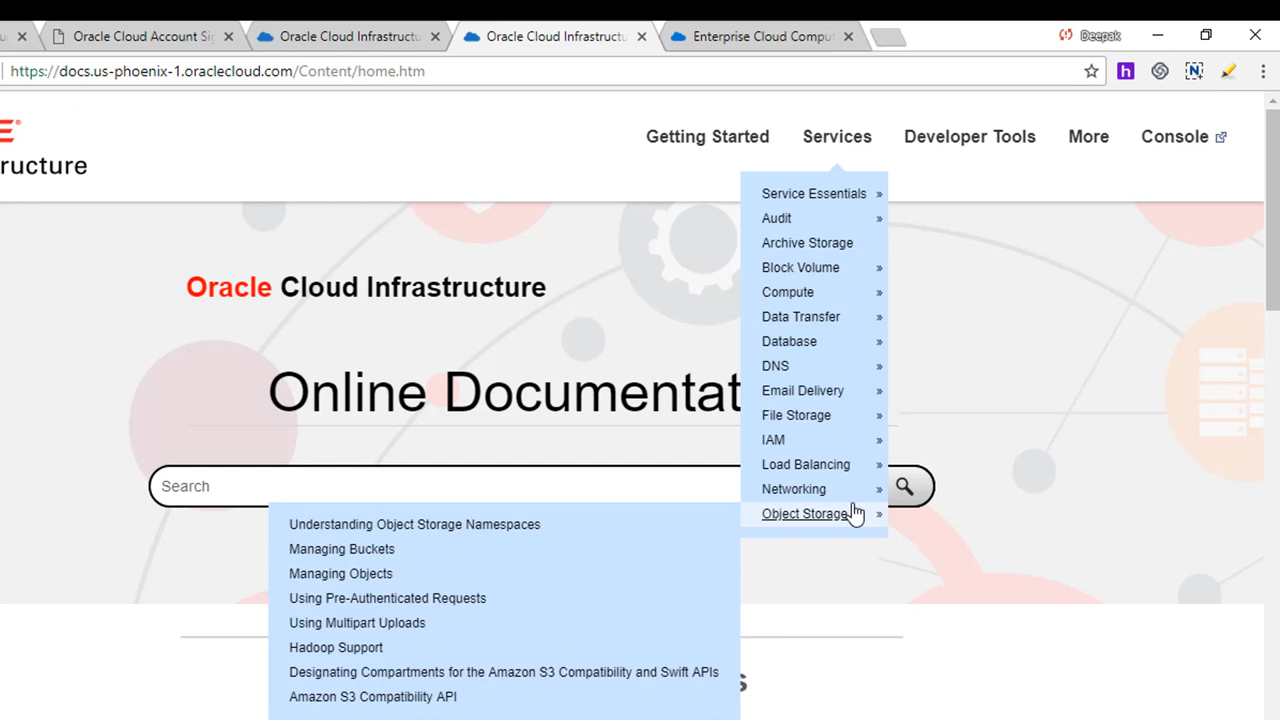 Oracle Cloud Account Si
Oracle Cloud Infrastructu
Oracle Cloud Infrastruct
Enterprise Cloud Compu
Deepak
https://docs.us-phoenix-1.oraclecloud.com/Content/home.htm
E®
ructure
Getting Started
Services
Developer Tools
More
Console
Service Essentials »
Audit »
Archive Storage
Block Volume »
Compute »
Data Transfer »
Database »
DNS »
Email Delivery »
File Storage »
IAM »
Load Balancing »
Networking »
Object Storage »
Oracle Cloud Infrastructure
Online Documentat
Search
Understanding Object Storage Namespaces
Managing Buckets
Managing Objects
Using Pre-Authenticated Requests
Using Multipart Uploads
Hadoop Support
Designating Compartments for the Amazon S3 Compatibility and Swift APIs
Amazon S3 Compatibility API
s